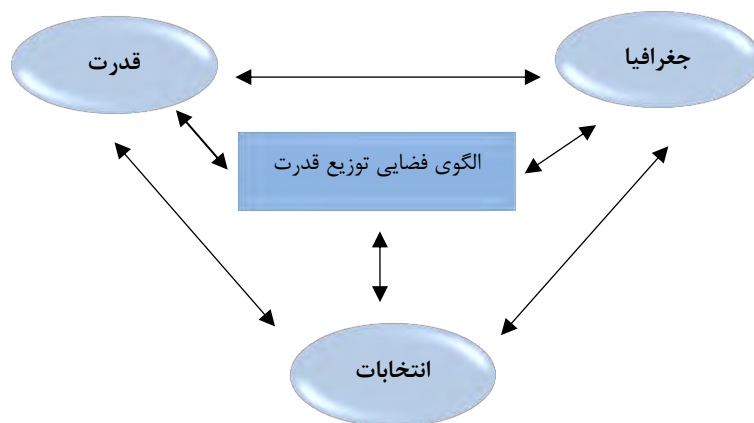 جغرافیا
قدرت
الگوی فضایی توزیع قدرت
انتخابات